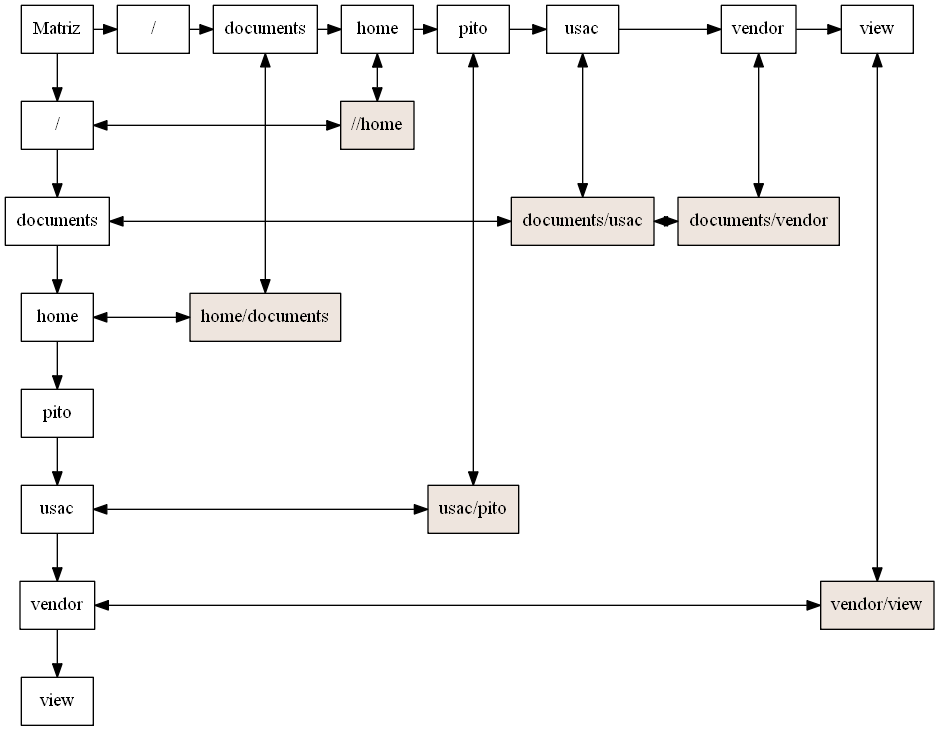 Matriz / documents home pito usac vendor view
/ //home
documents documents/usac documents/vendor
home home/documents
pito
usac usac/pito
vendor vendor/view
view